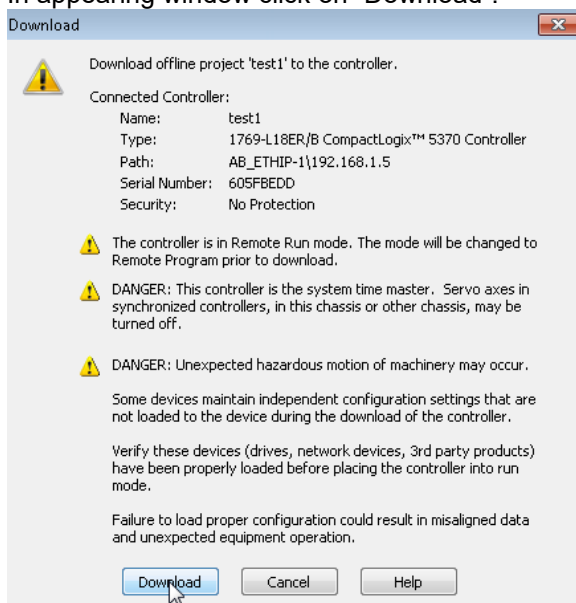 In appearing window click on "Download".
Download
Download offline project 'test1' to the controller.
Connected Controller:
Name: test1
Type: 1769-L18ER/B CompactLogix™ 5370 Controller
Path: AB_ETHIP-1\192.168.1.5
Serial Number: 605FBEDD
Security: No Protection
The controller is in Remote Run mode. The mode will be changed to
Remote Program prior to download.
DANGER: This controller is the system time master. Servo axes in
synchronized controllers, in this chassis or other chassis, may be
turned off.
DANGER: Unexpected hazardous motion of machinery may occur.
Some devices maintain independent configuration settings that are
not loaded to the device during the download of the controller.
Verify these devices (drives, network devices, 3rd party products)
have been properly loaded before placing the controller into run
mode.
Failure to load proper configuration could result in misaligned data
and unexpected equipment operation.
Download Cancel Help